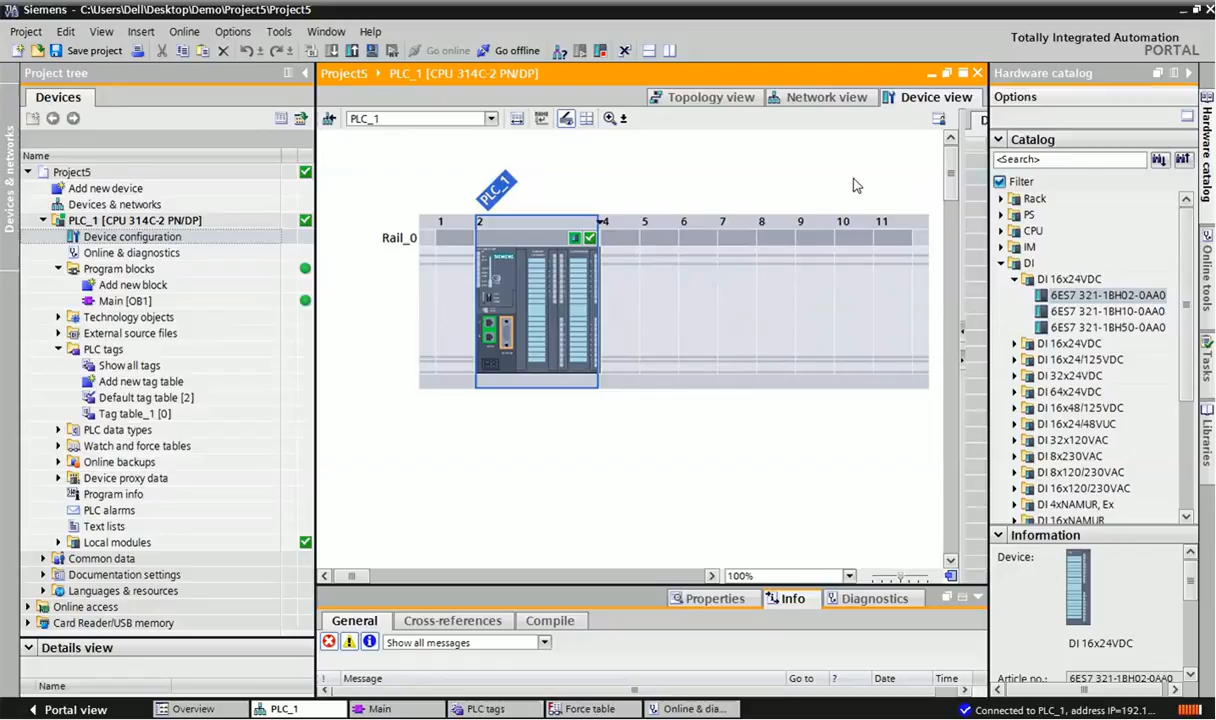 Siemens - C:\Users\Dell\Desktop\Demo\Project5\Project5
Project Edit View Insert Online Options Tools Window Help
Totally Integrated Automation
PORTAL
Save project
Go online
Go offline
Project tree
Project5 PLC_1 [CPU 314C-2 PN/DP]
Hardware catalog
Devices
Topology view
Network view
Device view
Options
PLC_1
D
Catalog
Name
<Search>
Filter
Project5
Add new device
Devices & networks
PLC_1 [CPU 314C-2 PN/DP]
Device configuration
Online & diagnostics
Program blocks
Add new block
Main [OB1]
Technology objects
External source files
PLC tags
Show all tags
Add new tag table
Default tag table [2]
Tag table_1 [0]
PLC data types
Watch and force tables
Online backups
Device proxy data
Program info
PLC alarms
Text lists
Local modules
Common data
Documentation settings
Languages & resources
Online access
Card Reader/USB memory
Details view
Name
PLC_1
1 2 4 5 6 7 8 9 10 11
Rail_0
SIEMENS
100%
Properties
Info
Diagnostics
General
Cross-references
Compile
Show all messages
Message
Go to
?
Date
Time
Rack
PS
CPU
IM
DI
DI 16x24VDC
6ES7 321-1BH02-0AA0
6ES7 321-1BH10-0AA0
6ES7 321-1BH50-0AA0
DI 16x24VDC
DI 16x24/125VDC
DI 32x24VDC
DI 64x24VDC
DI 16x48/125VDC
DI 16x24/48VUC
DI 32x120VAC
DI 8x230VAC
DI 8x120/230VAC
DI 16x120/230VAC
DI 4xNAMUR, Ex
DI 16xNAMUR
Information
Device:
DI 16x24VDC
Article no.:
6ES7 321-1BH02-0AA0
Devices & networks
Hardware catalog
Online tools
Tasks
Libraries
Portal view
Overview
PLC_1
Main
PLC tags
Force table
Online & dia...
Connected to PLC_1, address IP=192.1...